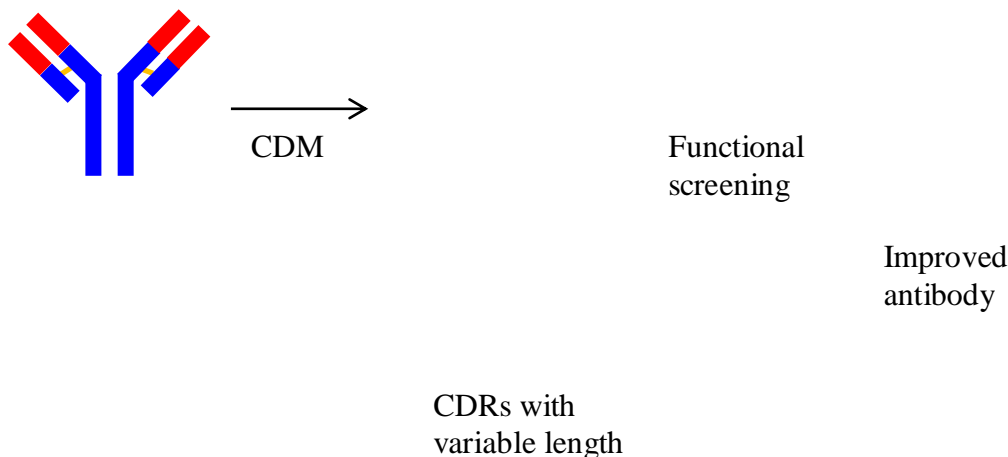 CDM
Functional
screening
Improved
antibody
CDRs with
variable length